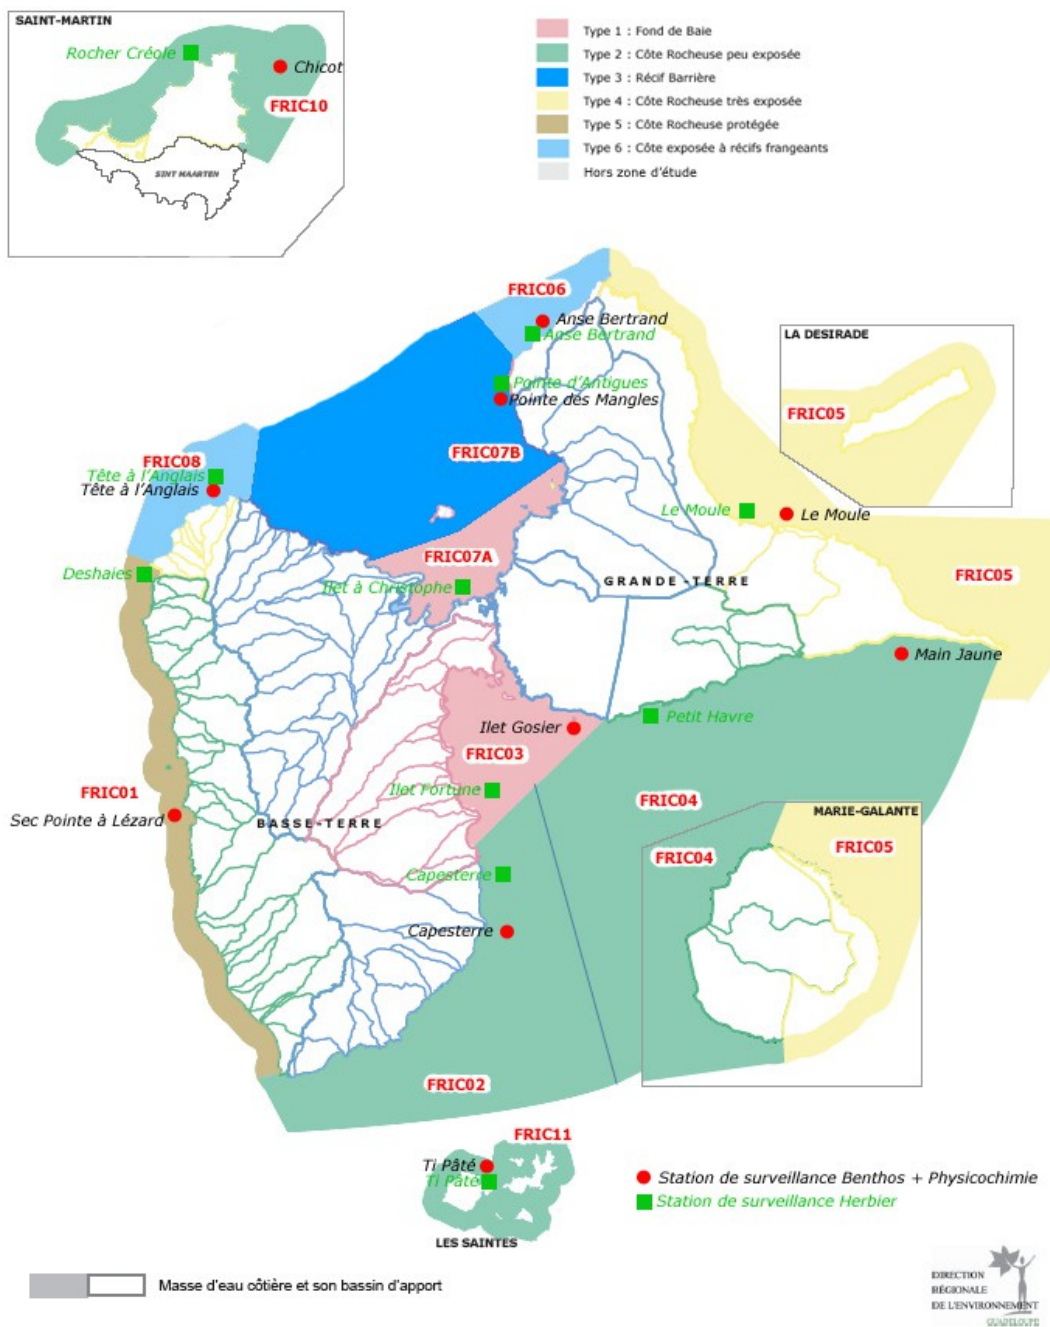 SAINT-MARTIN
Rocher Créole
Chicot
FRIC10
SINT MAARTEN
Type 1 : Fond de Baie
Type 2 : Côte Rocheuse peu exposée
Type 3 : Récif Barrière
Type 4 : Côte Rocheuse très exposée
Type 5 : Côte Rocheuse protégée
Type 6 : Côte exposée à récifs frangeants
Hors zone d'étude
FRIC06
Anse Bertrand
Anse Bertrand
LA DESIRADE
FRIC05
Pointe d'Antigues
Pointe des Mangles
FRIC07B
FRIC08
Tête à l'Anglais
Tête à l'Anglais
Le Moule
Le Moule
FRIC07A
Deshaies
Ilet à Christophe
GRANDE-TERRE
FRIC05
Main Jaune
Petit Havre
Ilet Gosier
FRIC03
Ilet Fortune
FRIC01
Sec Pointe à Lézard
BASSE-TERRE
FRIC04
MARIE-GALANTE
FRIC05
FRIC04
Capesterre
Capesterre
FRIC02
FRIC11
Ti Pâté
Ti Pâté
LES SAINTES
Station de surveillance Benthos + Physicochimie
Station de surveillance Herbier
Masse d'eau côtière et son bassin d'apport
DIRECTION
RÉGIONALE
DE L'ENVIRONNEMENT
GUADELOUPE